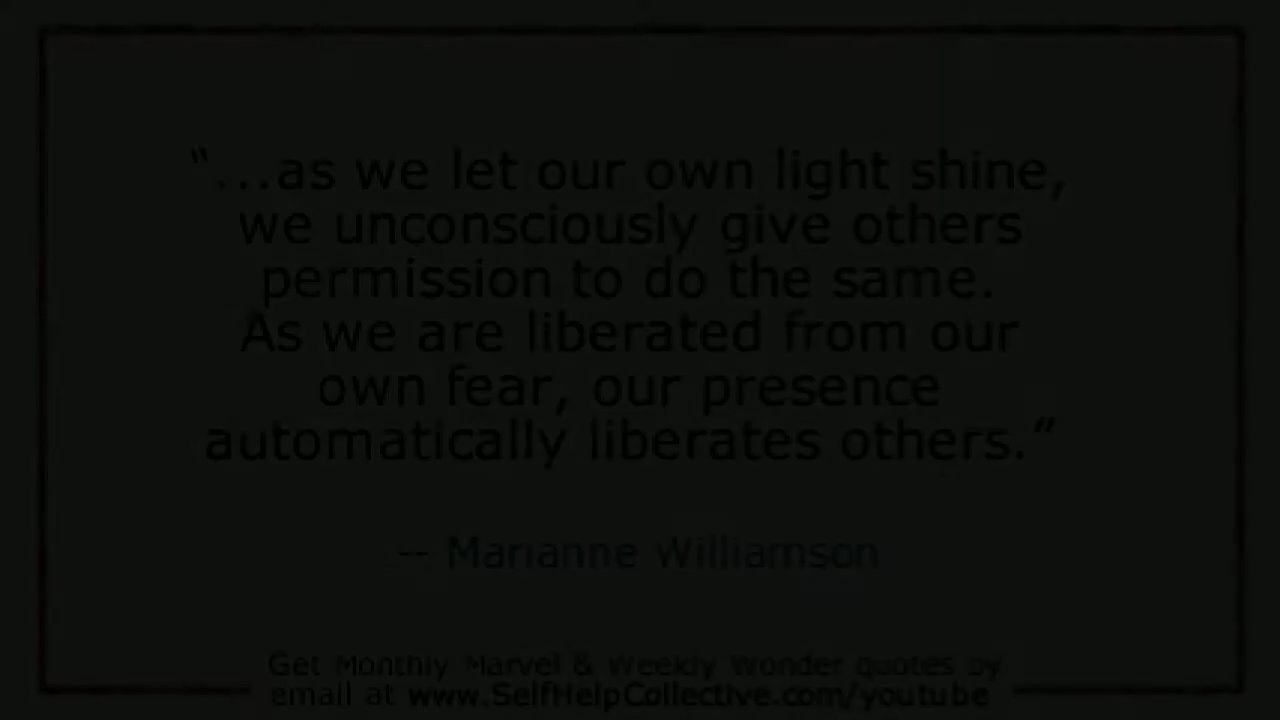 “...as we let our own light shine,
we unconsciously give others
permission to do the same.
As we are liberated from our
own fear, our presence
automatically liberates others.”
-- Marianne Williamson
Get Monthly Marvel & Weekly Wonder quotes by
email at www.SelfHelpCollective.com/youtube